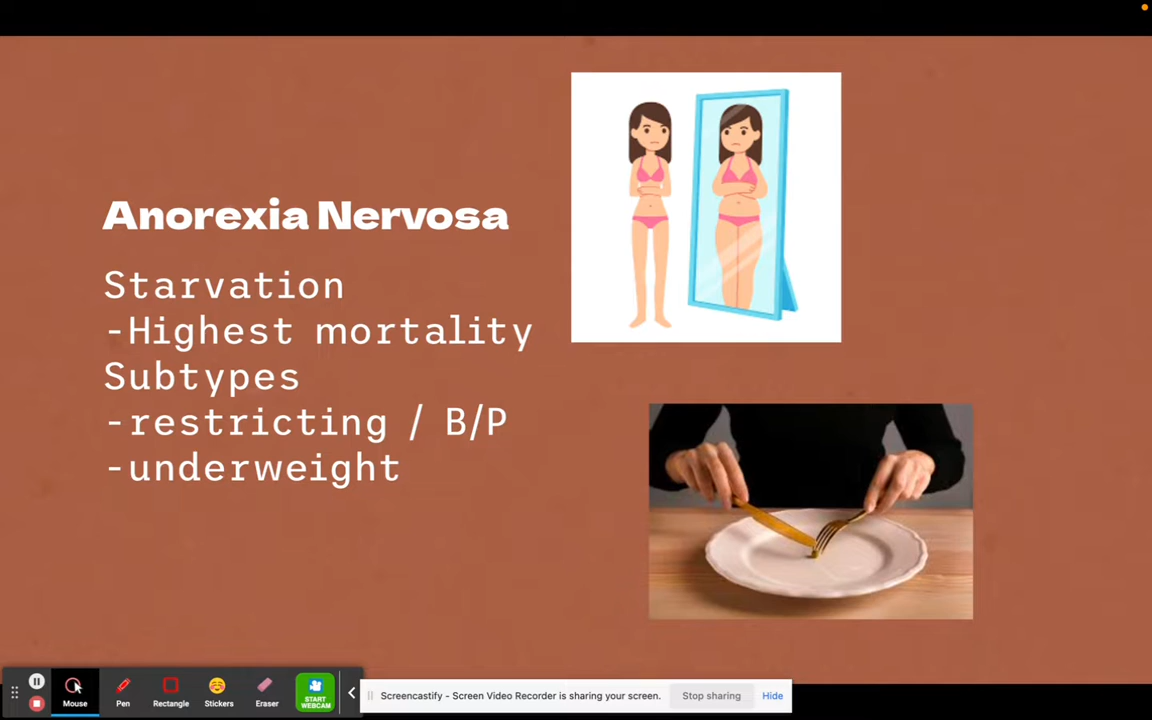 Anorexia Nervosa
Starvation
-Highest mortality
Subtypes
-restricting / B/P
-underweight
Mouse
Pen
Rectangle
Stickers
Eraser
START
WEBCAM
Screencastify - Screen Video Recorder is sharing your screen.
Stop sharing
Hide